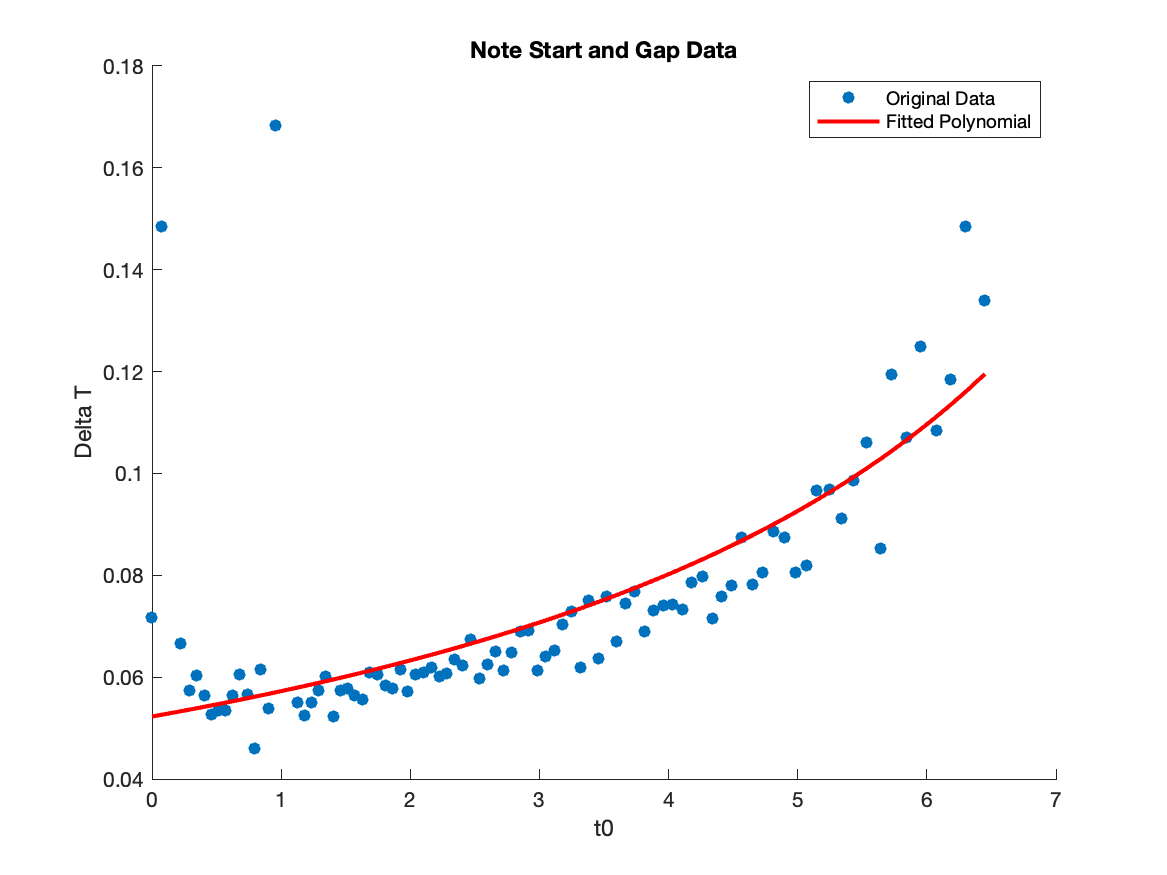 Note Start and Gap Data
Original Data
Fitted Polynomial
0.18
0.16
0.14
0.12
0.1
0.08
0.06
0.04
Delta T
0 1 2 3 4 5 6 7
t0